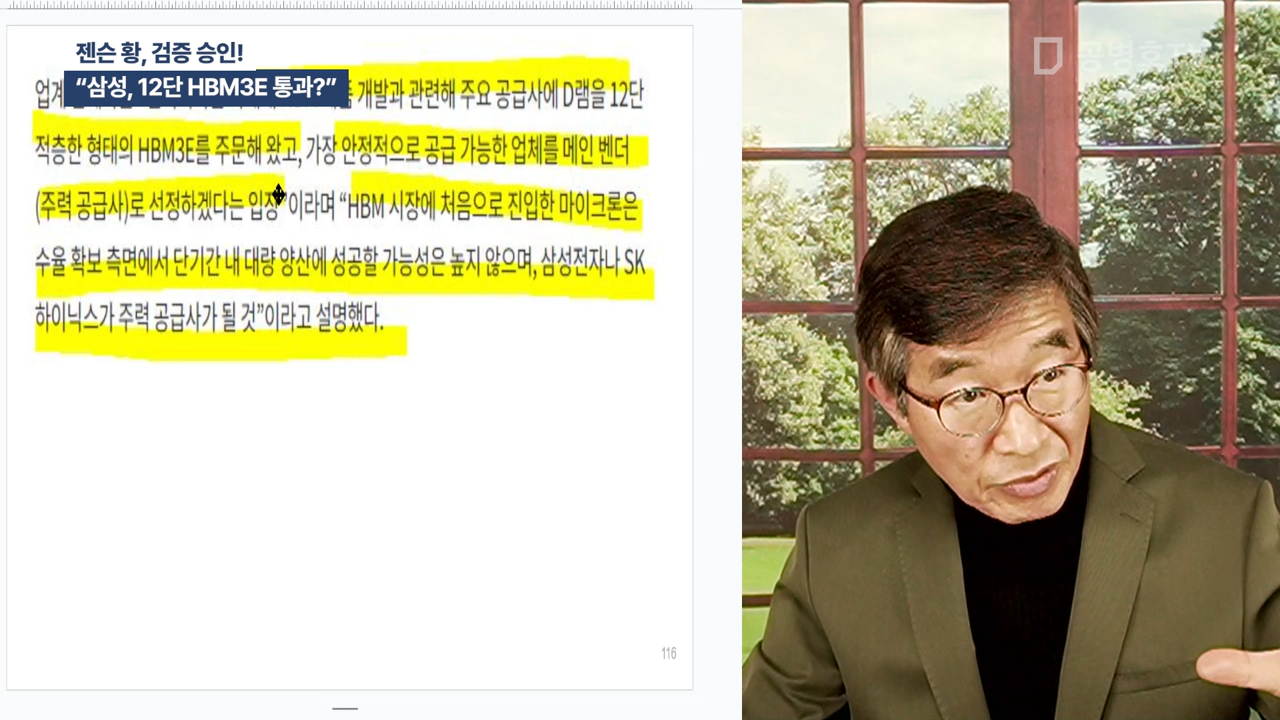 젠슨 황, 검증 승인!
“삼성, 12단 HBM3E 통과?”
공병호
개발과 관련해 주요 공급사에 D램을 12단
적층한 형태의 HBM3E를 주문해 왔고, 가장 안정적으로 공급 가능한 업체를 메인 벤더
(주력 공급사)로 선정하겠다는 입장”이라며 “HBM 시장에 처음으로 진입한 마이크론은
수율 확보 측면에서 단기간 내 대량 양산에 성공할 가능성은 높지 않으며, 삼성전자나 SK
하이닉스가 주력 공급사가 될 것”이라고 설명했다.
116